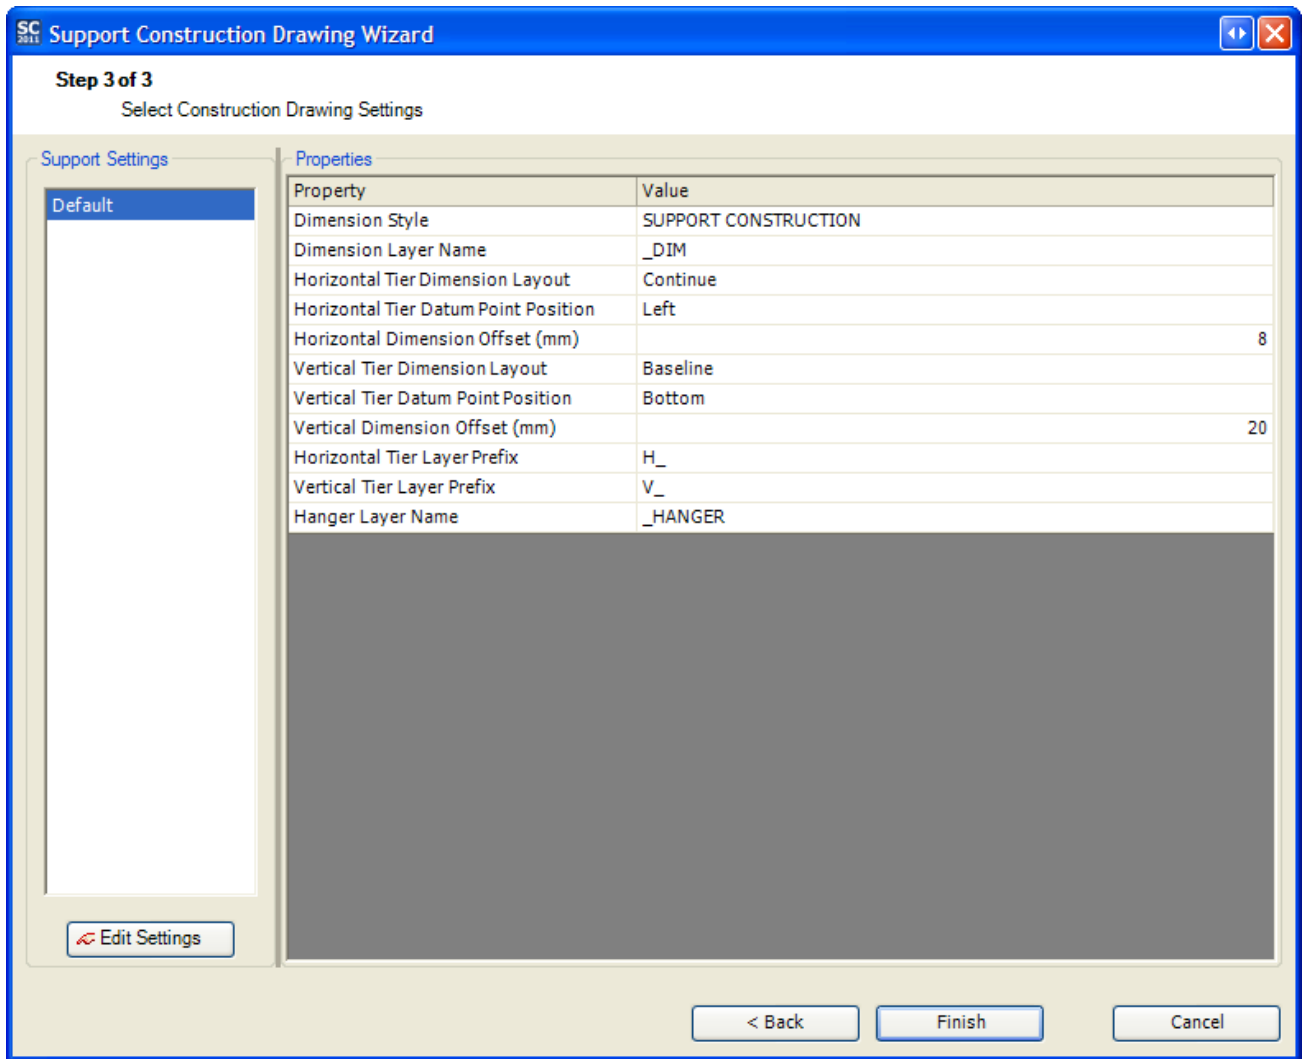 SC 2011 Support Construction Drawing Wizard
Step 3 of 3
Select Construction Drawing Settings
Support Settings
Default
Edit Settings
Properties
Property Value
Dimension Style SUPPORT CONSTRUCTION
Dimension Layer Name _DIM
Horizontal Tier Dimension Layout Continue
Horizontal Tier Datum Point Position Left
Horizontal Dimension Offset (mm) 8
Vertical Tier Dimension Layout Baseline
Vertical Tier Datum Point Position Bottom
Vertical Dimension Offset (mm) 20
Horizontal Tier Layer Prefix H_
Vertical Tier Layer Prefix V_
Hanger Layer Name _HANGER
< Back Finish Cancel